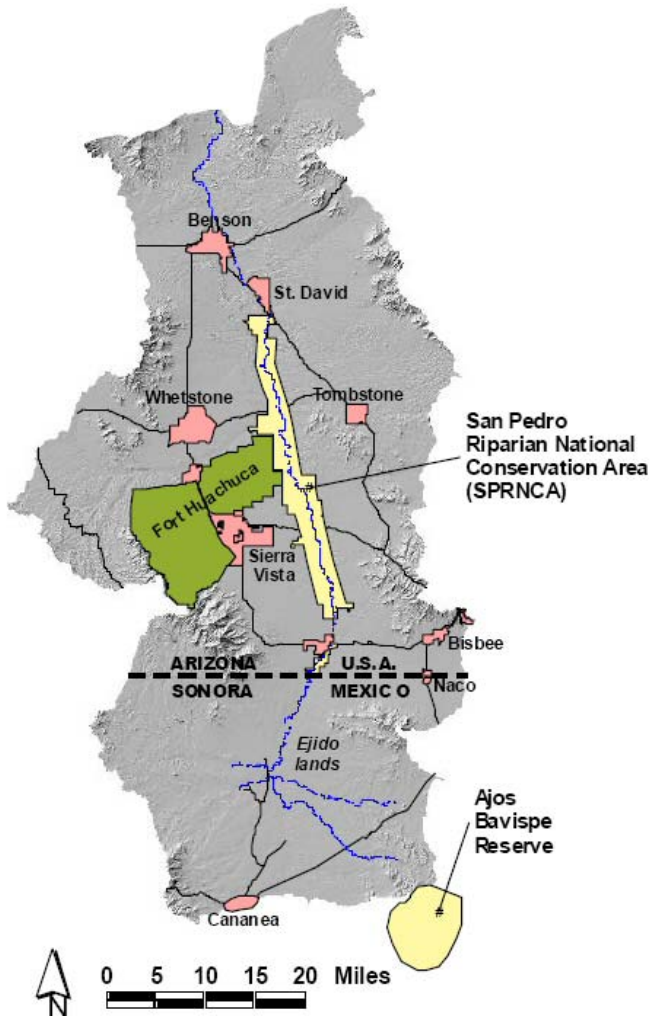 Benson
St. David
Whetstone
Tombstone
San Pedro
Riparian National
Conservation Area
(SPRNCA)
Fort Huachuca
Sierra
Vista
Bisbee
ARIZONA U.S.A.
SONORA MEXICO
Naco
Ejido
lands
Ajos
Bavispe
Reserve
Cananea
N
0 5 10 15 20 Miles